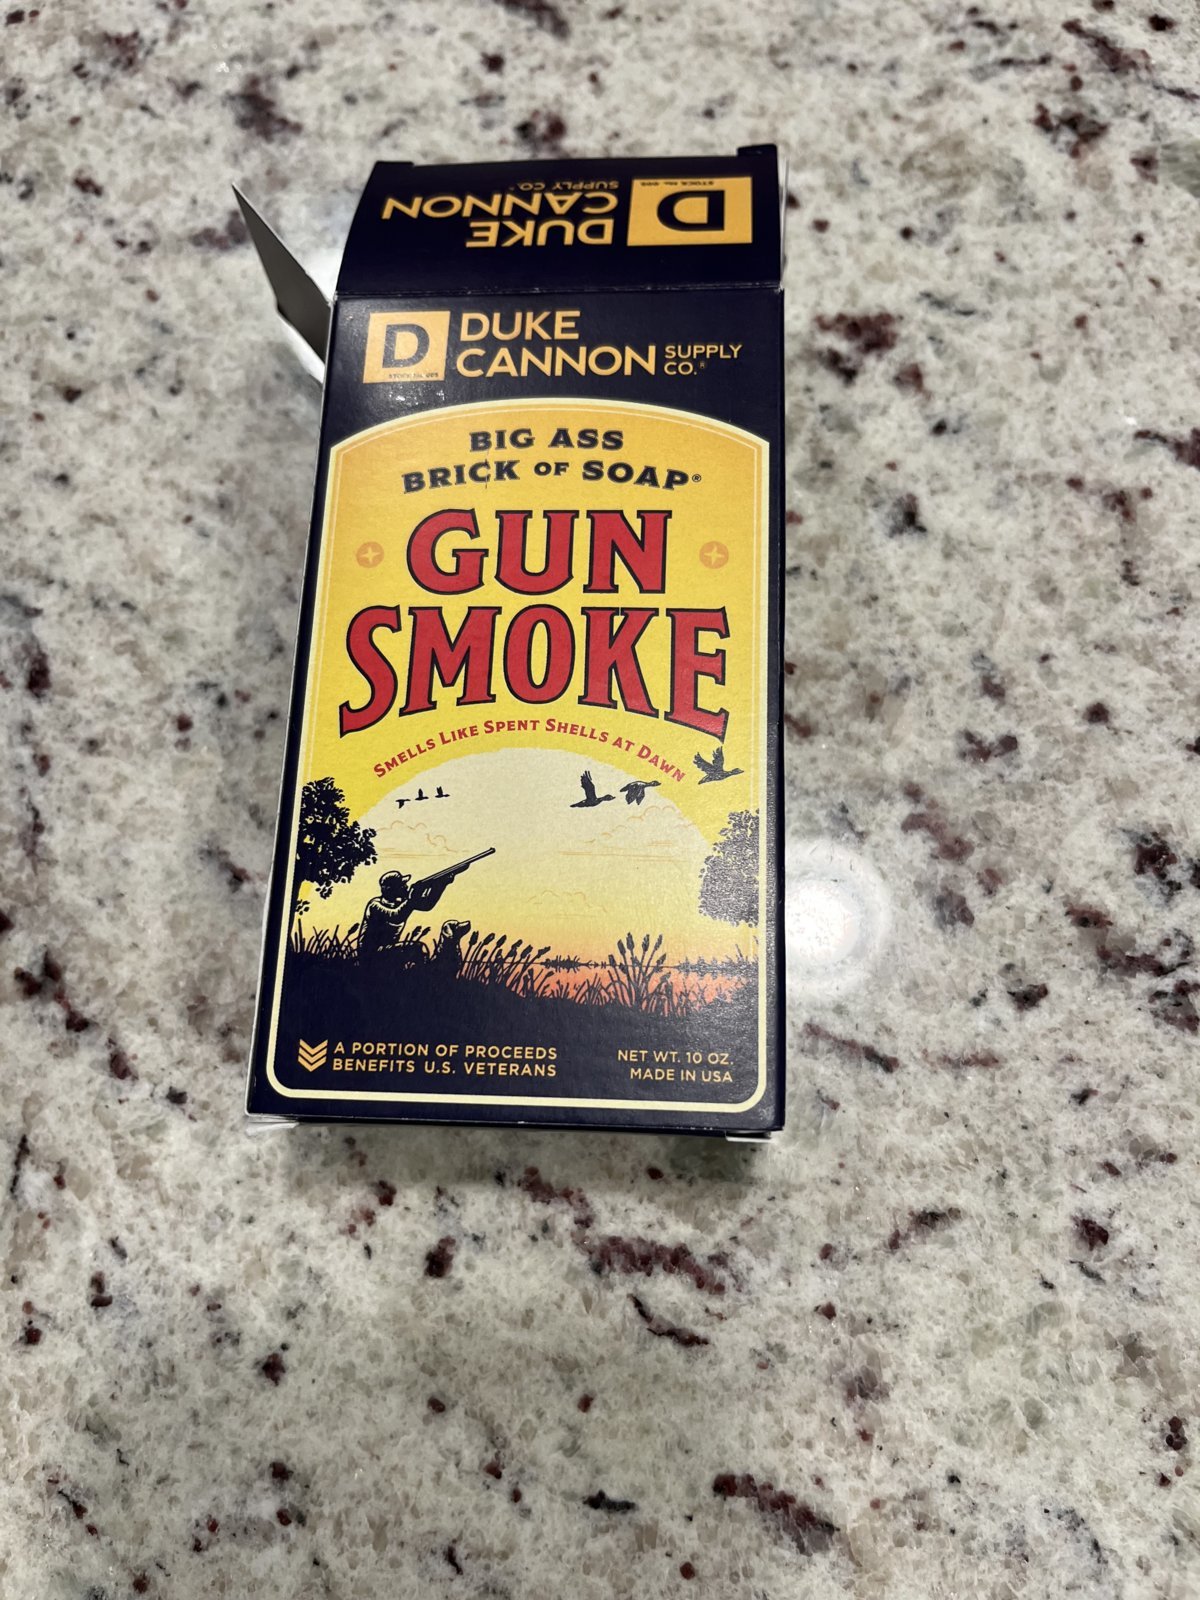 DUKE
CANNON SUPPLY CO.
D
DUKE
CANNON SUPPLY CO.®
D
BIG ASS
BRICK OF SOAP®
GUN
SMOKE
SMELLS LIKE SPENT SHELLS AT DAWN
A PORTION OF PROCEEDS
BENEFITS U.S. VETERANS
NET WT. 10 OZ.
MADE IN USA